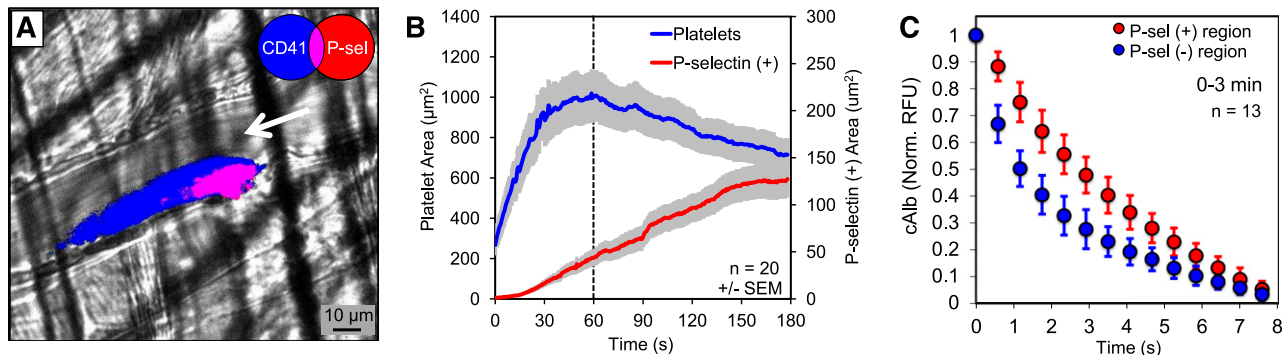 A
CD41
P-sel
10 µm
B
1400
1200
1000
800
600
400
200
0
Platelet Area (µm²)
Platelets
P-selectin (+)
n = 20
+/- SEM
300
250
200
150
100
50
0
P-selectin (+) Area (um²)
0 30 60 90 120 150 180
Time (s)
C
1
0.9
0.8
0.7
0.6
0.5
0.4
0.3
0.2
0.1
0
cAlb (Norm. RFU)
P-sel (+) region
P-sel (-) region
0-3 min
n = 13
0 1 2 3 4 5 6 7 8
Time (s)